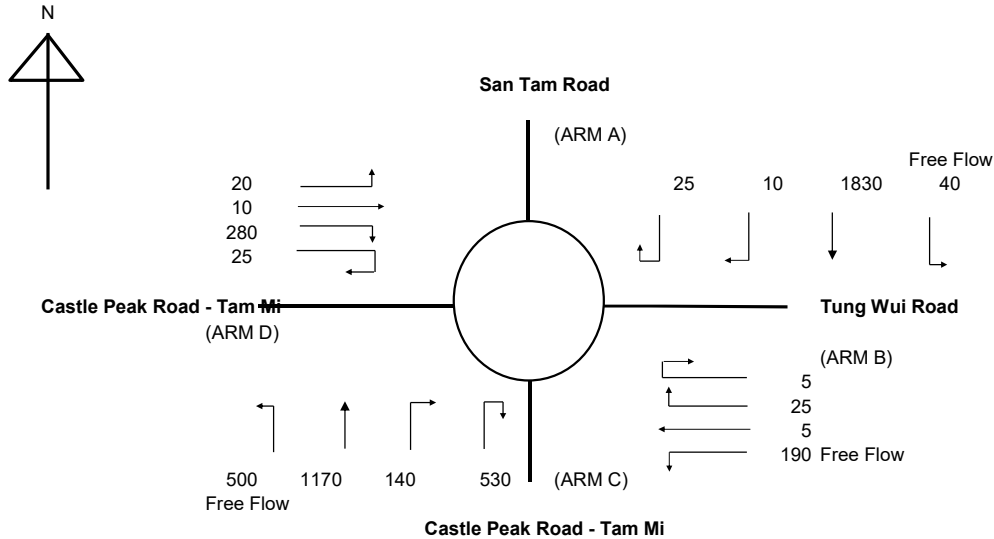 N
San Tam Road
(ARM A)
Free Flow
25 10 1830 40
20
10
280
25
Castle Peak Road - Tam Mi
(ARM D)
Tung Wui Road
(ARM B)
5
25
5
190 Free Flow
500 1170 140 530
Free Flow
(ARM C)
Castle Peak Road - Tam Mi